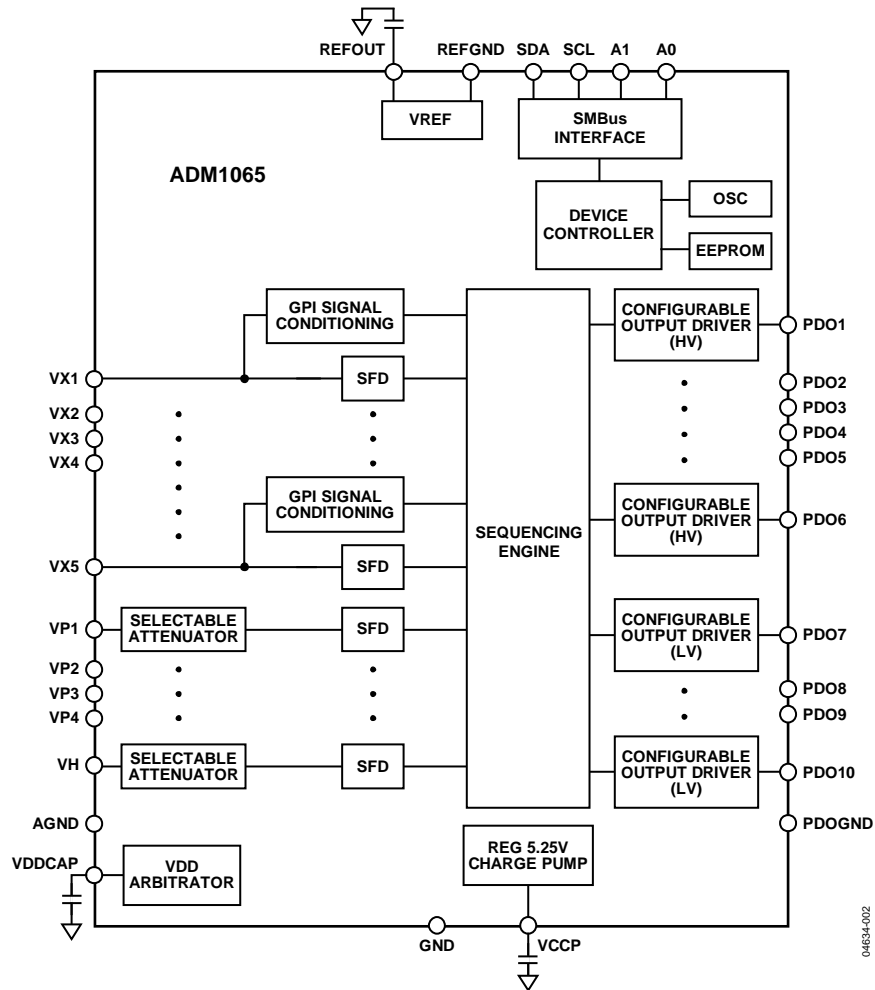 REFOUT
REFGND
SDA
SCL
A1
A0
VREF
SMBus
INTERFACE
ADM1065
DEVICE
CONTROLLER
OSC
EEPROM
GPI SIGNAL
CONDITIONING
CONFIGURABLE
OUTPUT DRIVER
(HV)
PDO1
VX1
SFD
PDO2
VX2
PDO3
VX3
PDO4
VX4
PDO5
GPI SIGNAL
CONDITIONING
CONFIGURABLE
OUTPUT DRIVER
(HV)
PDO6
SEQUENCING
ENGINE
VX5
SFD
VP1
SELECTABLE
ATTENUATOR
SFD
CONFIGURABLE
OUTPUT DRIVER
(LV)
PDO7
VP2
VP3
VP4
PDO8
PDO9
VH
SELECTABLE
ATTENUATOR
SFD
CONFIGURABLE
OUTPUT DRIVER
(LV)
PDO10
AGND
PDOGND
VDDCAP
VDD
ARBITRATOR
REG 5.25V
CHARGE PUMP
GND
VCCP
04634-002